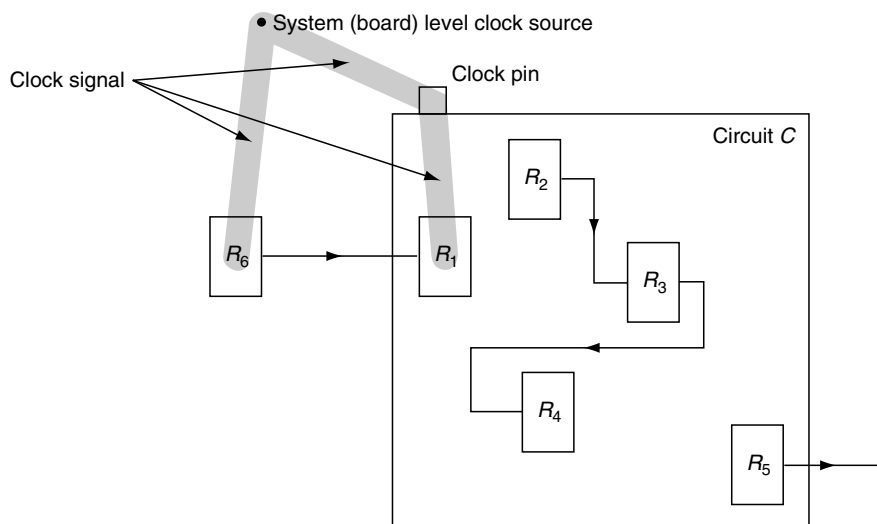 System (board) level clock source
Clock signal
Clock pin
Circuit C
R2
R6
R1
R3
R4
R5